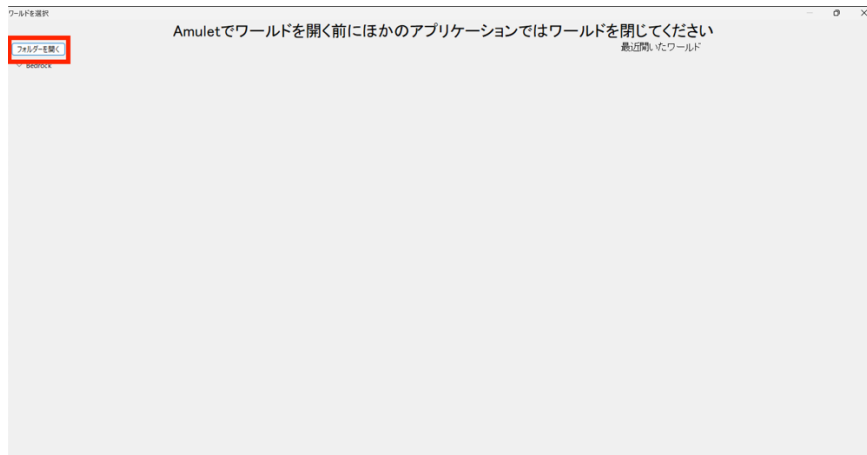 ワールドを選択
Amuletでワールドを開く前にほかのアプリケーションではワールドを閉じてください
フォルダーを開く
最近開いたワールド
Bedrock